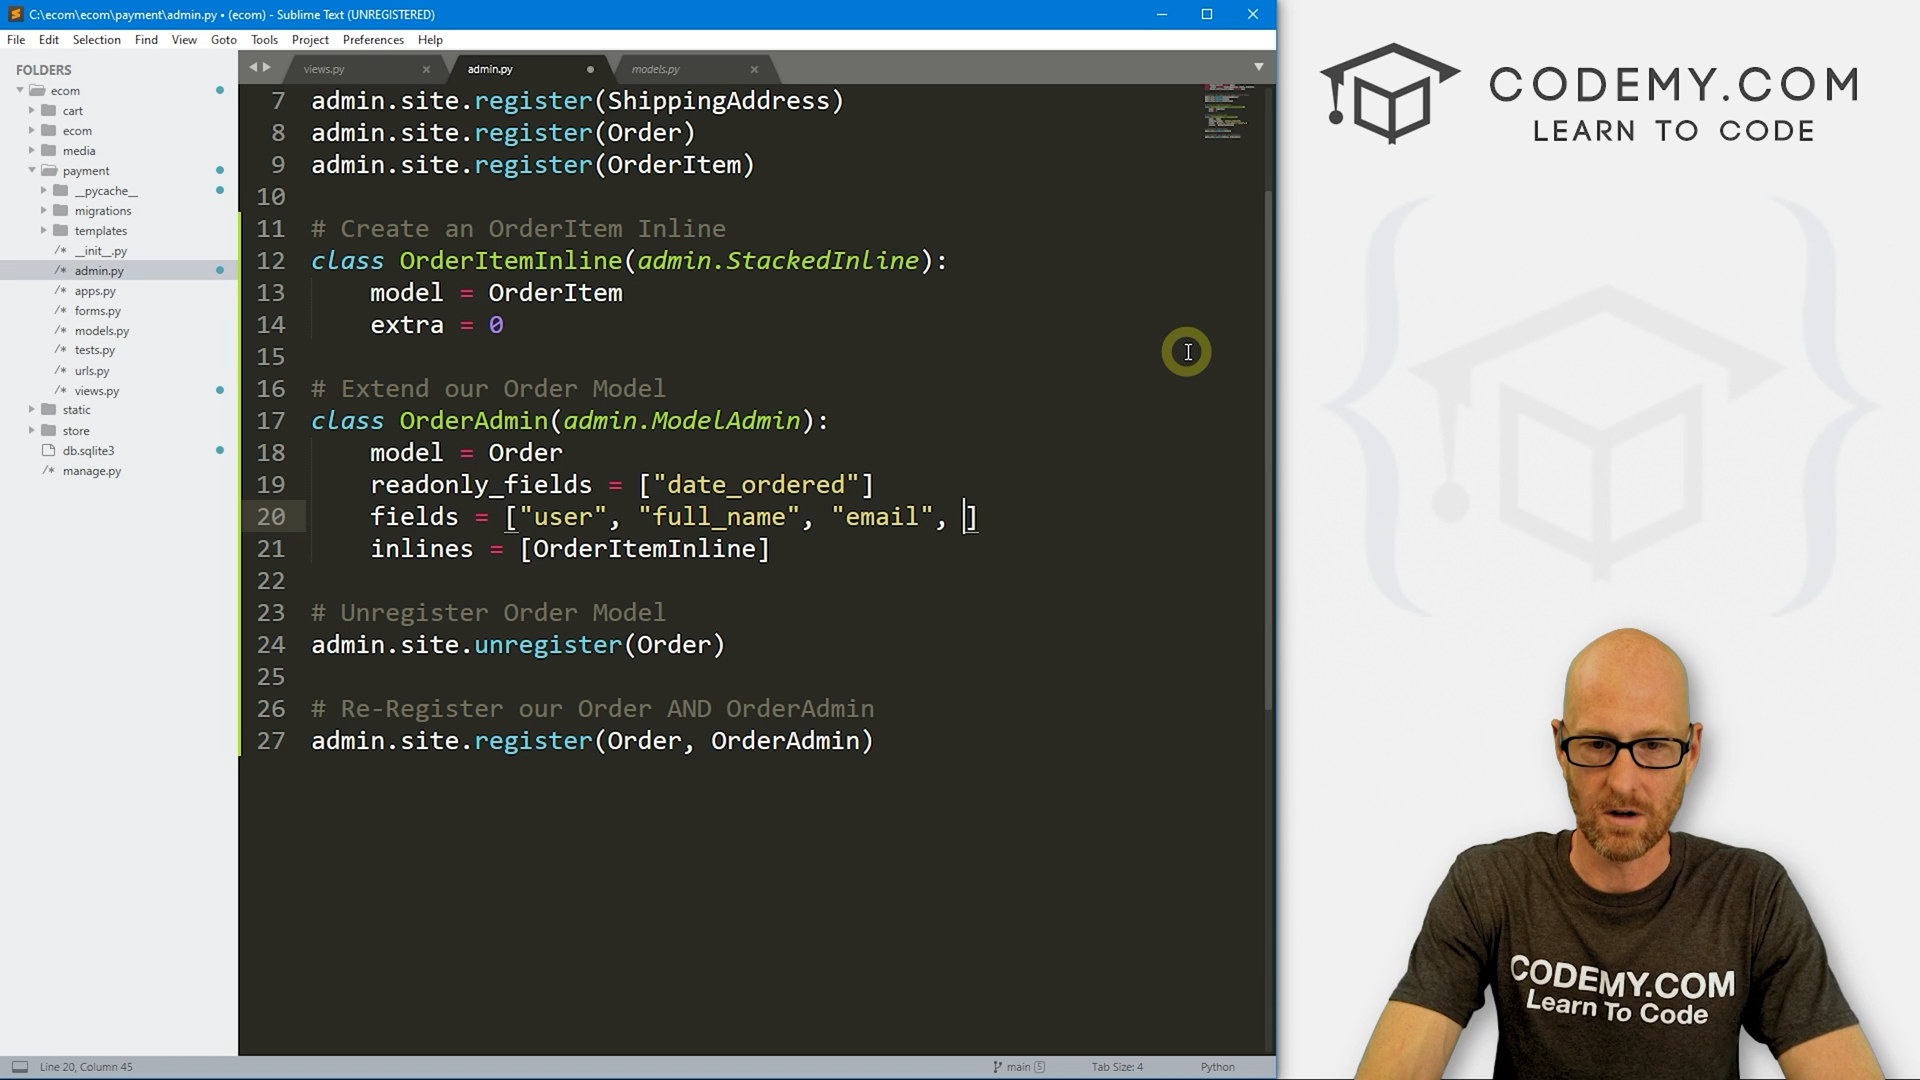 C:\ecom\ecom\payment\admin.py • (ecom) - Sublime Text (UNREGISTERED)
File Edit Selection Find View Goto Tools Project Preferences Help
FOLDERS
ecom
cart
ecom
media
payment
__pycache__
migrations
templates
/* __init__.py
/* admin.py
/* apps.py
/* forms.py
/* models.py
/* tests.py
/* urls.py
/* views.py
static
store
db.sqlite3
/* manage.py
views.py admin.py models.py
7 admin.site.register(ShippingAddress)
8 admin.site.register(Order)
9 admin.site.register(OrderItem)
10
11 # Create an OrderItem Inline
12 class OrderItemInline(admin.StackedInline):
13 model = OrderItem
14 extra = 0
15
16 # Extend our Order Model
17 class OrderAdmin(admin.ModelAdmin):
18 model = Order
19 readonly_fields = ["date_ordered"]
20 fields = ["user", "full_name", "email", ]
21 inlines = [OrderItemInline]
22
23 # Unregister Order Model
24 admin.site.unregister(Order)
25
26 # Re-Register our Order AND OrderAdmin
27 admin.site.register(Order, OrderAdmin)
Line 20, Column 45
main 5
Tab Size: 4
Python
CODEMY.COM
LEARN TO CODE
CODEMY.COM
Learn To Code